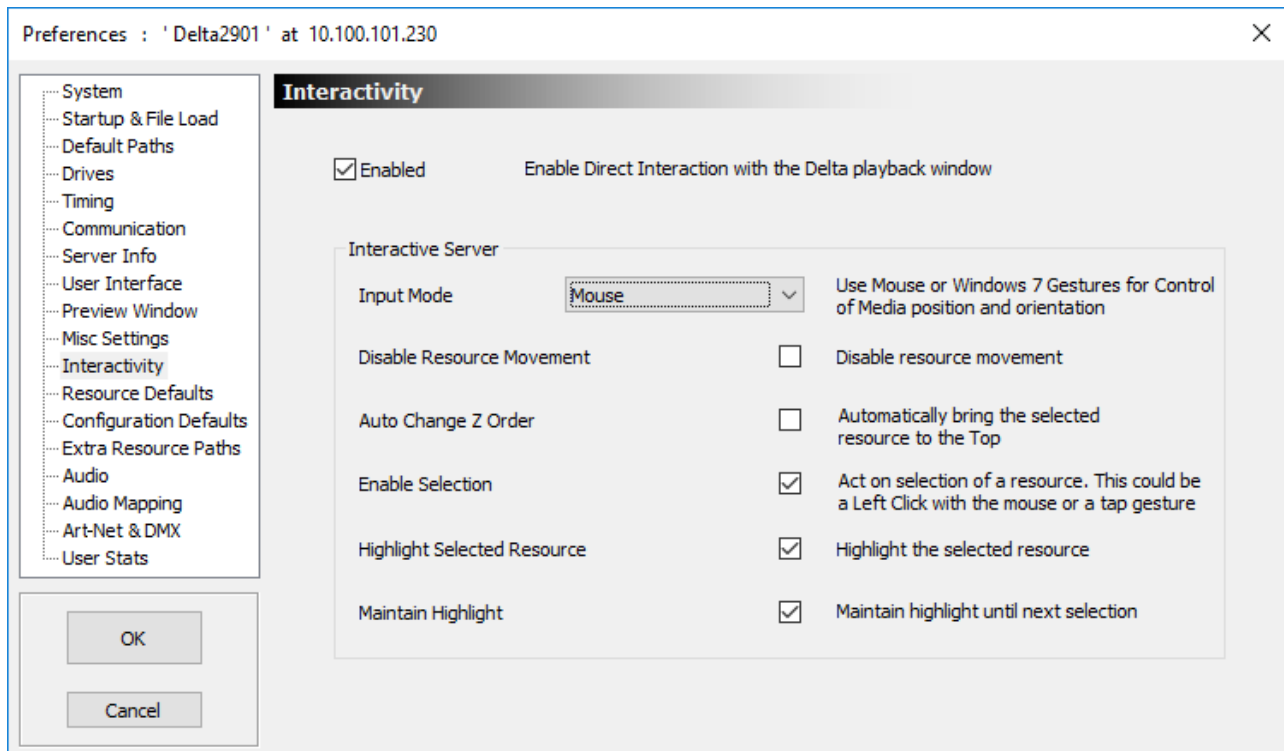 Preferences : ' Delta2901 ' at 10.100.101.230
System
Startup & File Load
Default Paths
Drives
Timing
Communication
Server Info
User Interface
Preview Window
Misc Settings
Interactivity
Resource Defaults
Configuration Defaults
Extra Resource Paths
Audio
Audio Mapping
Art-Net & DMX
User Stats
OK
Cancel
Interactivity
Enabled
Enable Direct Interaction with the Delta playback window
Interactive Server
Input Mode
Mouse
Use Mouse or Windows 7 Gestures for Control
of Media position and orientation
Disable Resource Movement
Disable resource movement
Auto Change Z Order
Automatically bring the selected
resource to the Top
Enable Selection
Act on selection of a resource. This could be
a Left Click with the mouse or a tap gesture
Highlight Selected Resource
Highlight the selected resource
Maintain Highlight
Maintain highlight until next selection